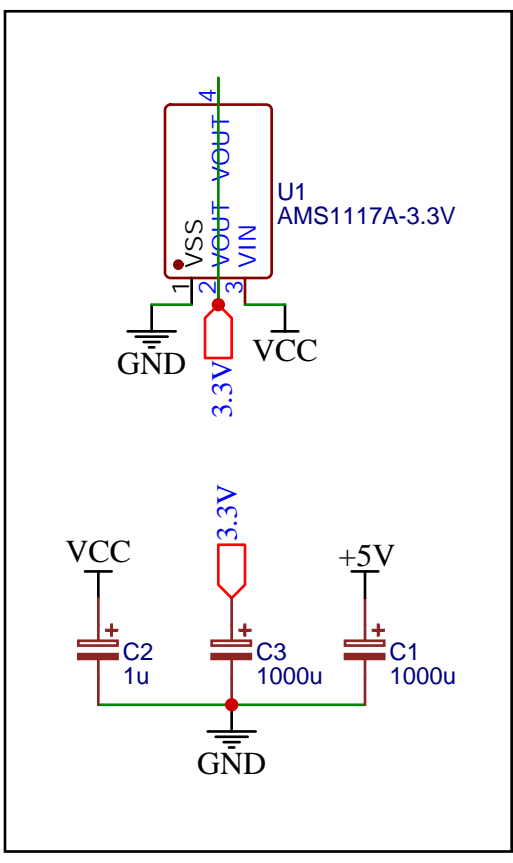 4
VOUT
U1
AMS1117A-3.3V
VSS
VOUT
VIN
1
2
3
GND
VCC
3.3V
3.3V
VCC
+5V
+
C2
1u
+
C3
1000u
+
C1
1000u
GND